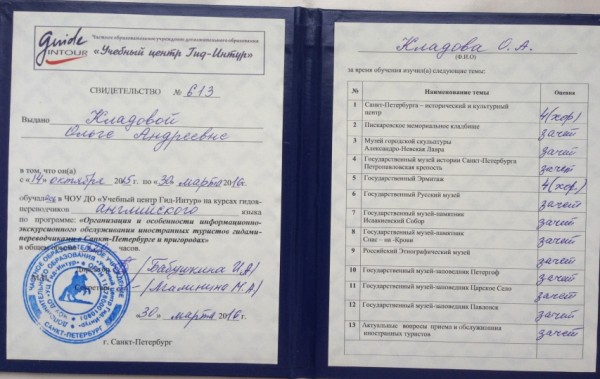 guide
INTOUR
Частное образовательное учреждение дополнительного образования
«Учебный центр Гид-Интур»
СВИДЕТЕЛЬСТВО № 613
Выдано Кладовой
Ольге Андреевне
в том, что он(а)
с «14» октября 2015 г. по «30» марта 2016 г.
обучалась в ЧОУ ДО «Учебный центр Гид-Интур» на курсах гидов-
переводчиков английского языка
по программе: «Организация и особенности информационно-
экскурсионного обслуживания иностранных туристов гидами-
переводчиками в Санкт-Петербурге и пригородах»
в общем часов.
/Бабушкина И.А/
/Малинина М.А/
«30» марта 2016 г.
г. Санкт-Петербург
САНКТ-ПЕТЕРБУРГ
Кладова О.А.
(Ф.И.О)
за время обучения изучил(а) следующие темы:
№ Наименование темы Оценка
1 Санкт-Петербурга – исторический и культурный
центр 4(хор)
2 Пискаревское мемориальное кладбище зачет
3 Музей городской скульптуры
Александро-Невская Лавра зачет
4 Государственный музей истории Санкт-Петербурга
Петропавловская крепость зачет
5 Государственный Эрмитаж 4(хор)
6 Государственный Русский музей зачет
7 Государственный музей-памятник
Исаакиевский Собор зачет
8 Государственный музей-памятник
Спас – на -Крови зачет
9 Российский Этнографический музей зачет
10 Государственный музей-заповедник Петергоф зачет
11 Государственный музей-заповедник Царское Село зачет
12 Государственный музей-заповедник Павловск зачет
13 Актуальные вопросы приема и обслуживания
иностранных туристов зачет